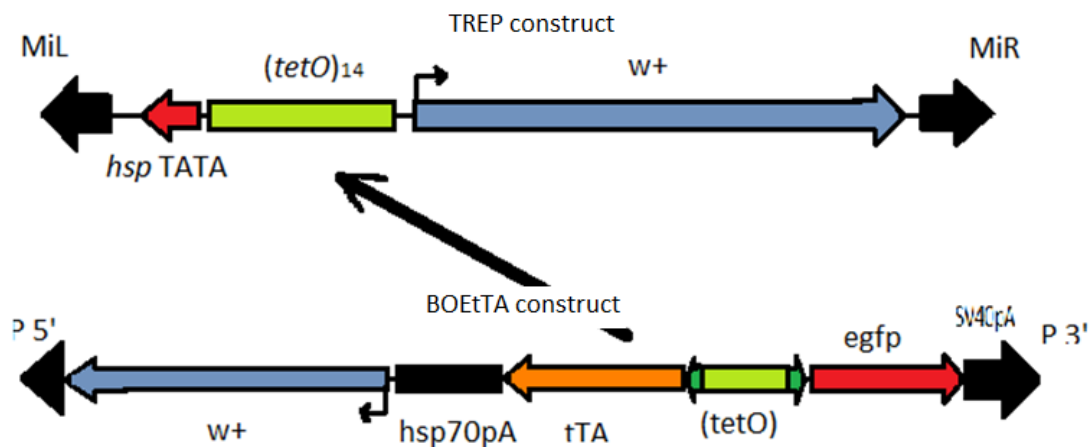 TREP construct
MiL
(tetO)14
w+
MiR
hsp TATA
BOEtTA construct
P 5'
egfp
SV40pA
P 3'
w+
hsp70pA
tTA
(tetO)